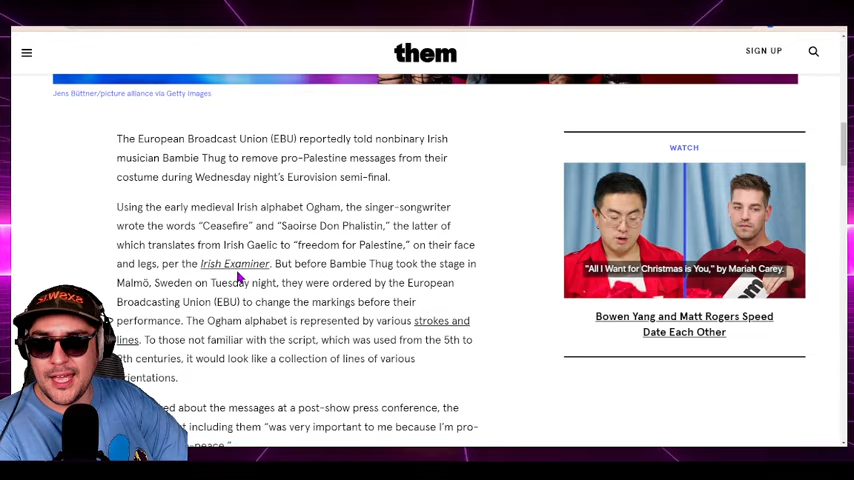 them
SIGN UP
Jens Büttner/picture alliance via Getty Images
The European Broadcast Union (EBU) reportedly told nonbinary Irish
musician Bambie Thug to remove pro-Palestine messages from their
costume during Wednesday night's Eurovision semi-final.
Using the early medieval Irish alphabet Ogham, the singer-songwriter
wrote the words "Ceasefire" and "Saoirse Don Phalistin," the latter of
which translates from Irish Gaelic to "freedom for Palestine," on their face
and legs, per the Irish Examiner. But before Bambie Thug took the stage in
Malmö, Sweden on Tuesday night, they were ordered by the European
Broadcasting Union (EBU) to change the markings before their
performance. The Ogham alphabet is represented by various strokes and
lines. To those not familiar with the script, which was used from the 5th to
9th centuries, it would look like a collection of lines of various
orientations.
ed about the messages at a post-show press conference, the
t including them "was very important to me because I'm pro-
-peace."
WATCH
"All I Want for Christmas is You," by Mariah Carey.
them
Bowen Yang and Matt Rogers Speed
Date Each Other